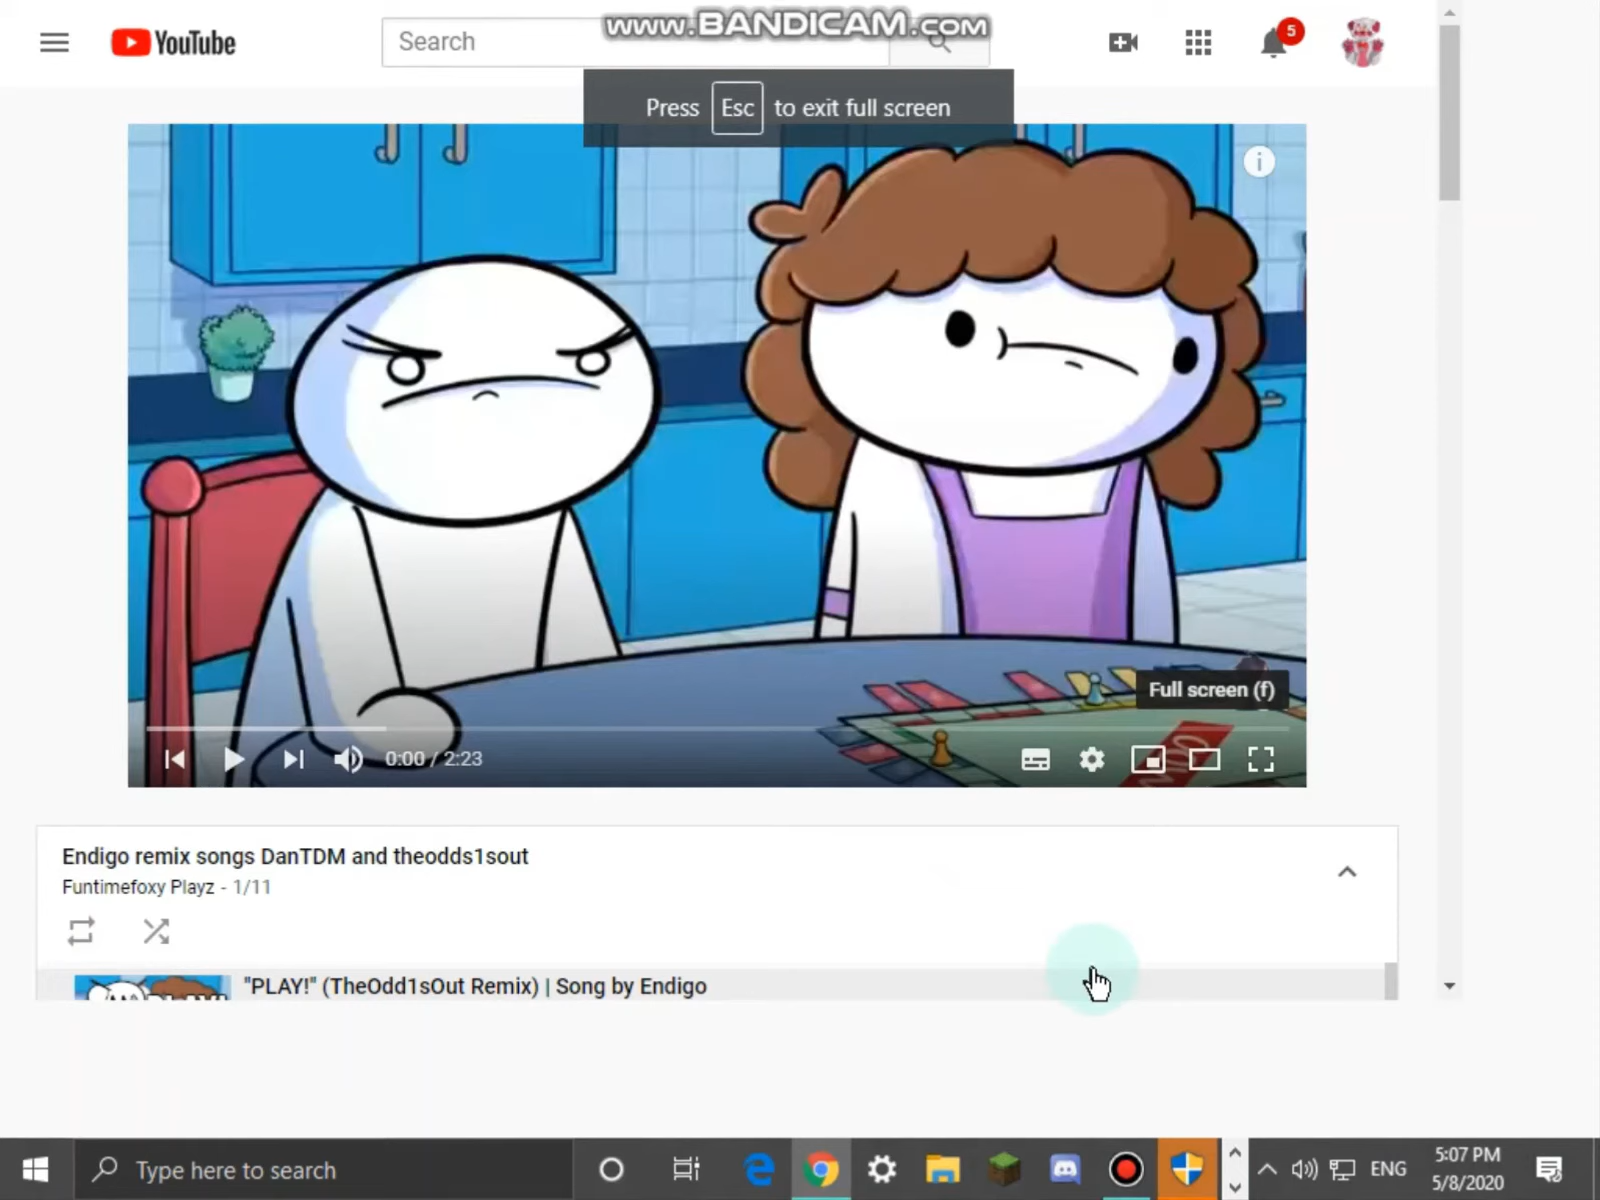 www.BANDICAM.com
YouTube
Search
5
Press Esc to exit full screen
i
Full screen (f)
0:00 / 2:23
Endigo remix songs DanTDM and theodds1sout
Funtimefoxy Playz - 1/11
"PLAY!" (TheOdd1sOut Remix) | Song by Endigo
Type here to search
ENG
5:07 PM
5/8/2020